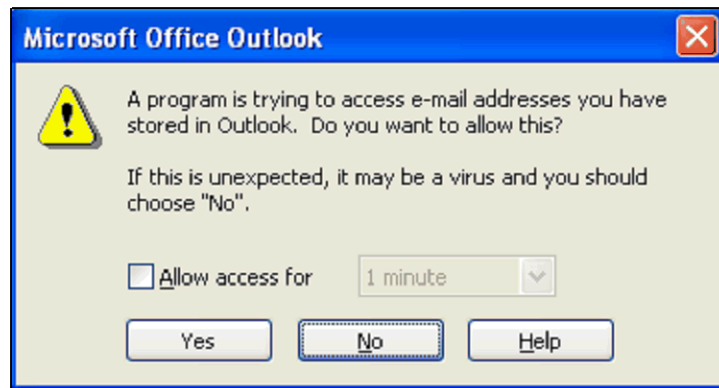 Microsoft Office Outlook
A program is trying to access e-mail addresses you have
stored in Outlook. Do you want to allow this?
If this is unexpected, it may be a virus and you should
choose "No".
Allow access for 1 minute
Yes No Help